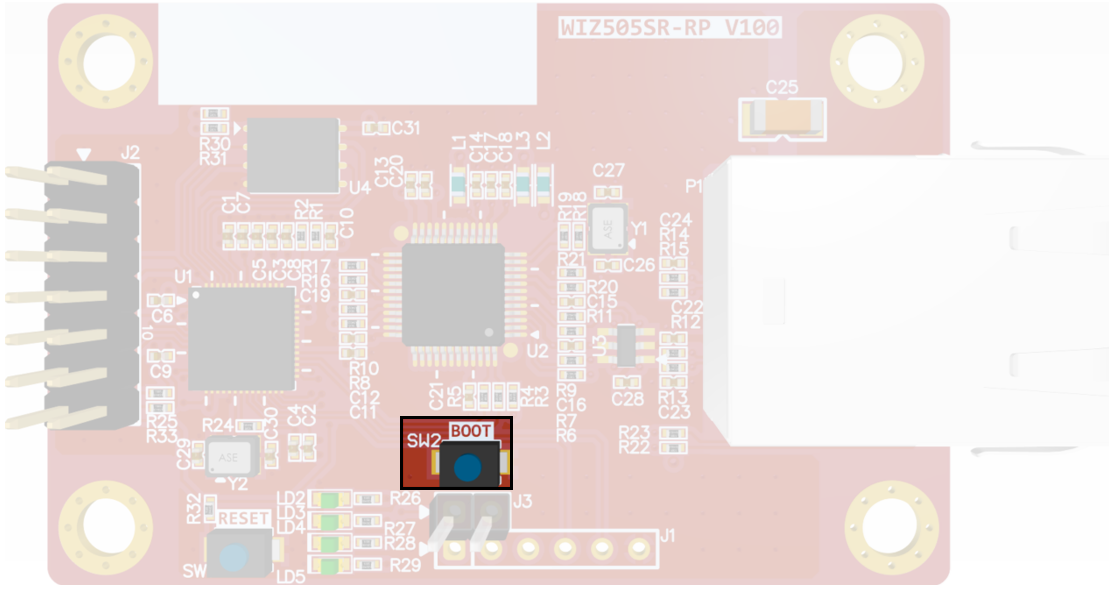 WIZ505SR-RP V100
C25
R30
R31
C31
J2
U4
C13
C20
L1
C14
C17
C18
L3
L2
C27
P1
C1
C7
R2
R1
C10
R19
R18
ASE
Y1
C24
R14
R15
U1
C5
C3
C8
R17
R16
C19
R21
C26
R20
C15
R11
C22
R12
C6
10
U2
U3
C9
R10
R8
C12
C11
C21
R5
R4
R3
R9
C16
R7
R6
C28
R13
C23
R25
R33
R24
C30
C4
C2
SW2
BOOT
R23
R22
C29
ASE
Y2
R32
RESET
SW
LD2
LD3
LD4
LD5
R26
R27
R28
R29
J3
J1